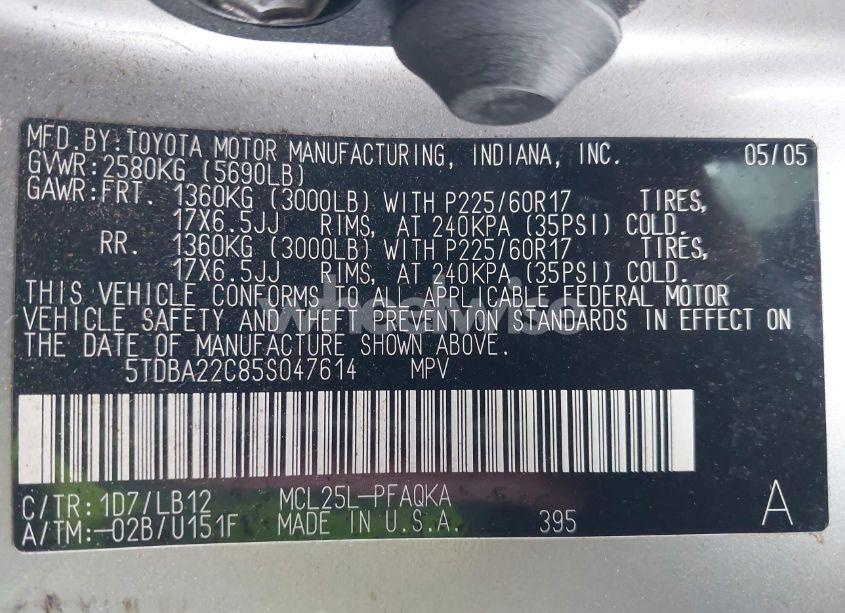 MFD.BY:TOYOTA MOTOR MANUFACTURING, INDIANA, INC. 05/05
GVWR:2580KG (5690LB)
GAWR:FRT. 1360KG (3000LB) WITH P225/60R17 TIRES,
17X6.5JJ RIMS, AT 240KPA (35PSI) COLD.
RR. 1360KG (3000LB) WITH P225/60R17 TIRES,
17X6.5JJ RIMS, AT 240KPA (35PSI) COLD.
THIS VEHICLE CONFORMS TO ALL APPLICABLE FEDERAL MOTOR
VEHICLE SAFETY AND THEFT PREVENTION STANDARDS IN EFFECT ON
THE DATE OF MANUFACTURE SHOWN ABOVE.
5TDBA22C85S047614 MPV
C/TR:1D7/LB12 MCL25L-PFAQKA
A/TM:-02B/U151F MADE IN U.S.A. 395 A